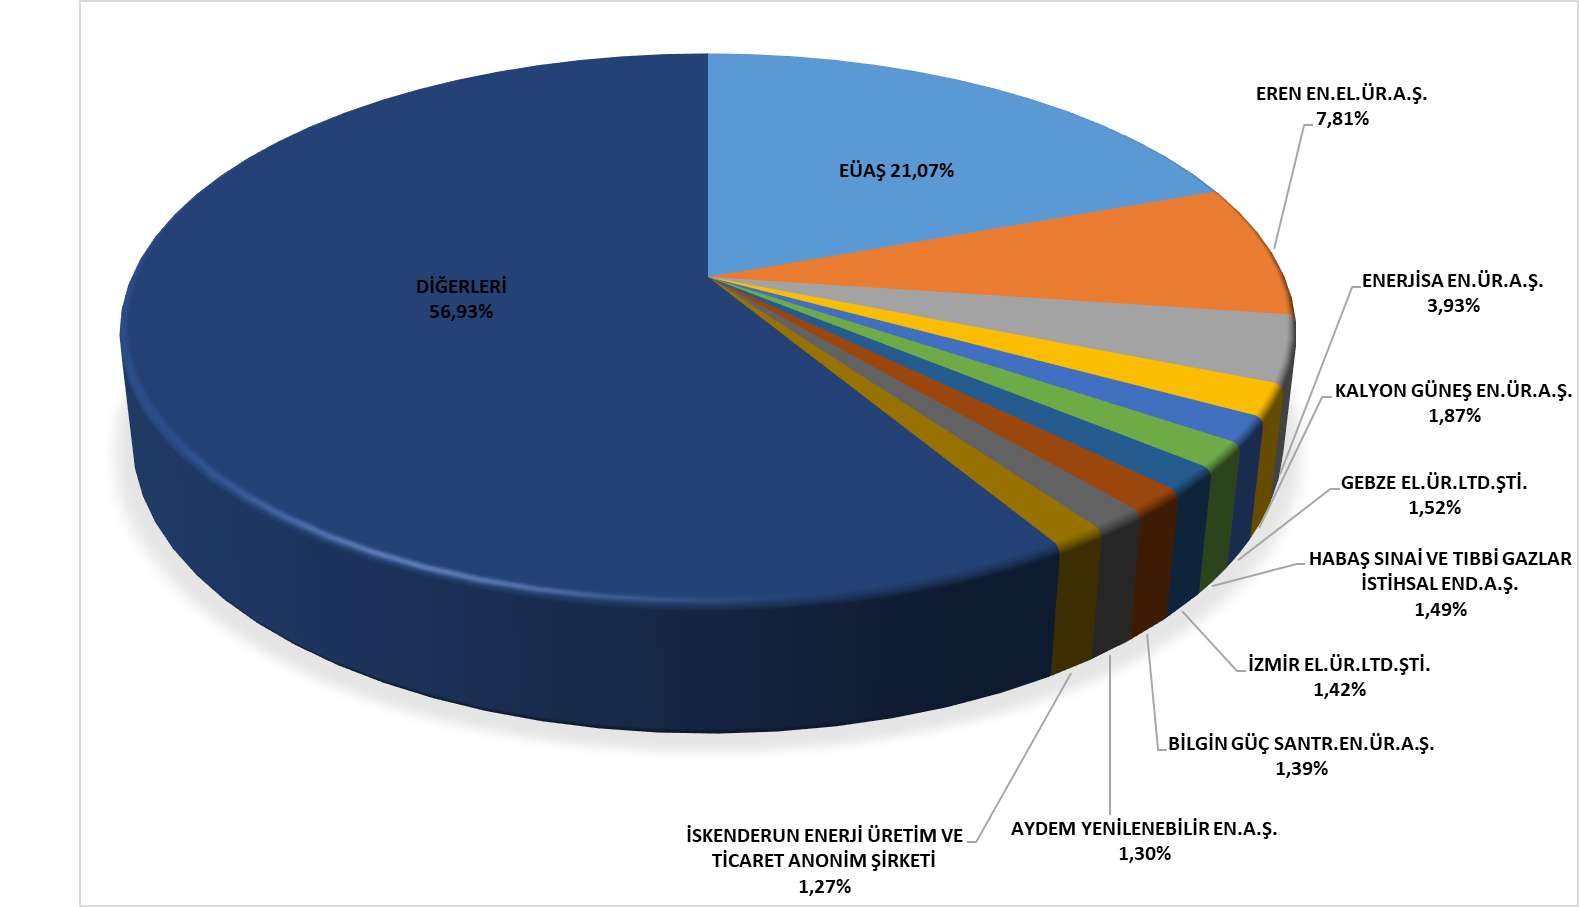 EÜAŞ 21,07%
EREN EN.EL.ÜR.A.Ş.
7,81%
ENERJİSA EN.ÜR.A.Ş.
3,93%
KALYON GÜNEŞ EN.ÜR.A.Ş.
1,87%
GEBZE EL.ÜR.LTD.ŞTİ.
1,52%
HABAŞ SINAİ VE TIBBİ GAZLAR
İSTİHSAL END.A.Ş.
1,49%
İZMİR EL.ÜR.LTD.ŞTİ.
1,42%
BİLGİN GÜÇ SANTR.EN.ÜR.A.Ş.
1,39%
AYDEM YENİLENEBİLİR EN.A.Ş.
1,30%
İSKENDERUN ENERJİ ÜRETİM VE
TİCARET ANONİM ŞİRKETİ
1,27%
DİĞERLERİ
56,93%